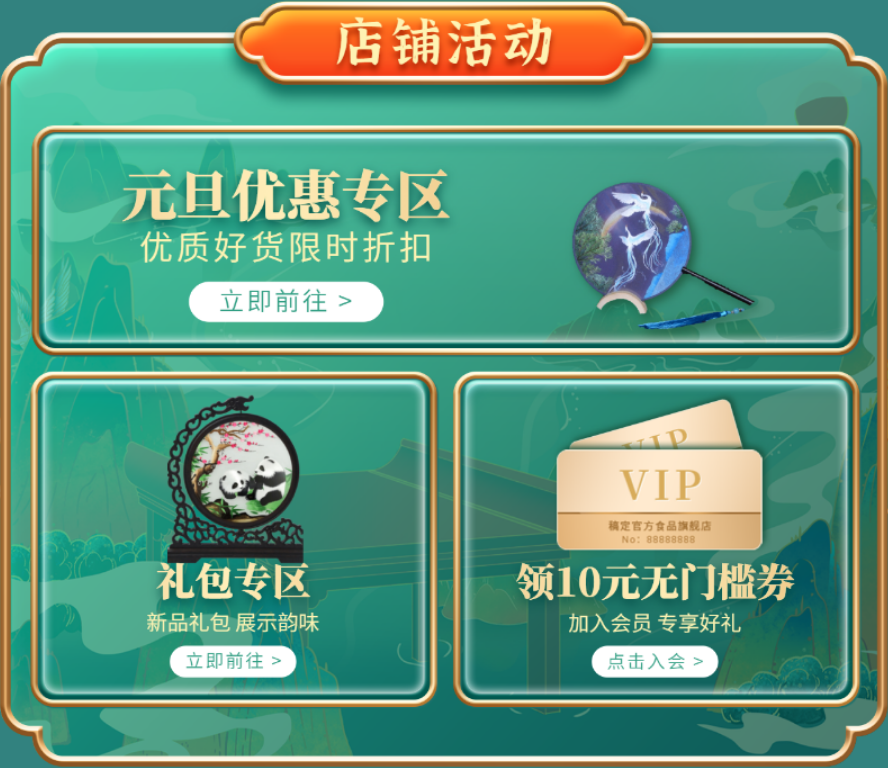 店铺活动
元旦优惠专区
优质好货限时折扣
立即前往 >
礼包专区
新品礼包 展示韵味
立即前往 >
VIP
VIP
稿定官方食品旗舰店
No：88888888
领10元无门槛券
加入会员 专享好礼
点击入会 >